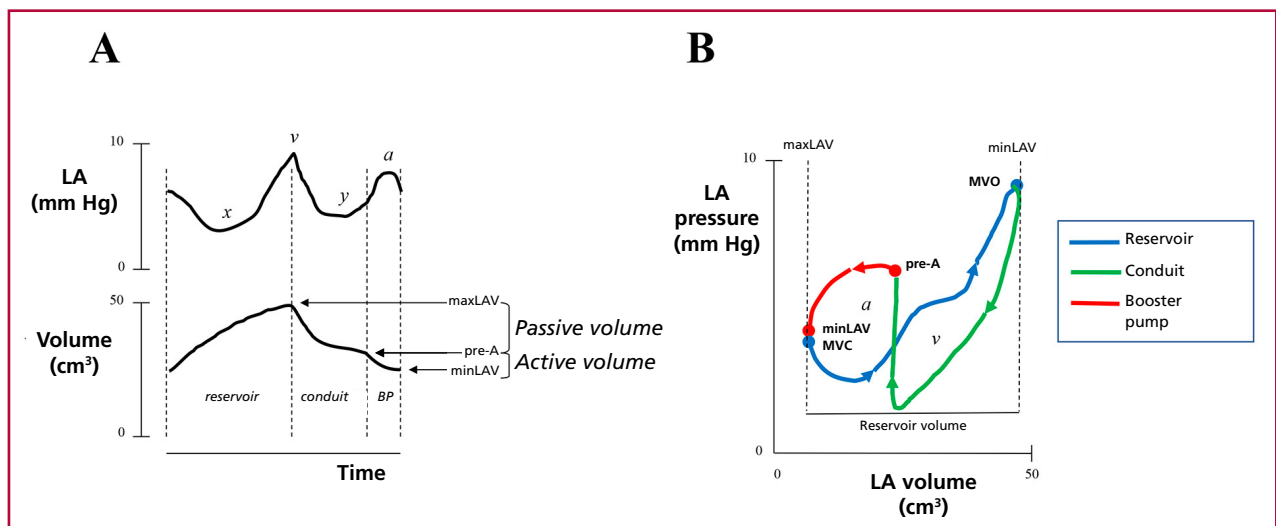 A
10
v
a
LA
(mm Hg)
x
y
0
50
maxLAV
Passive volume
Volume
(cm³)
pre-A
Active volume
minLAV
reservoir
conduit
BP
0
Time
B
maxLAV
minLAV
10
MVO
LA
pressure
(mm Hg)
pre-A
a
minLAV
MVC
v
Reservoir volume
0
0
50
LA volume
(cm³)
Reservoir
Conduit
Booster
pump